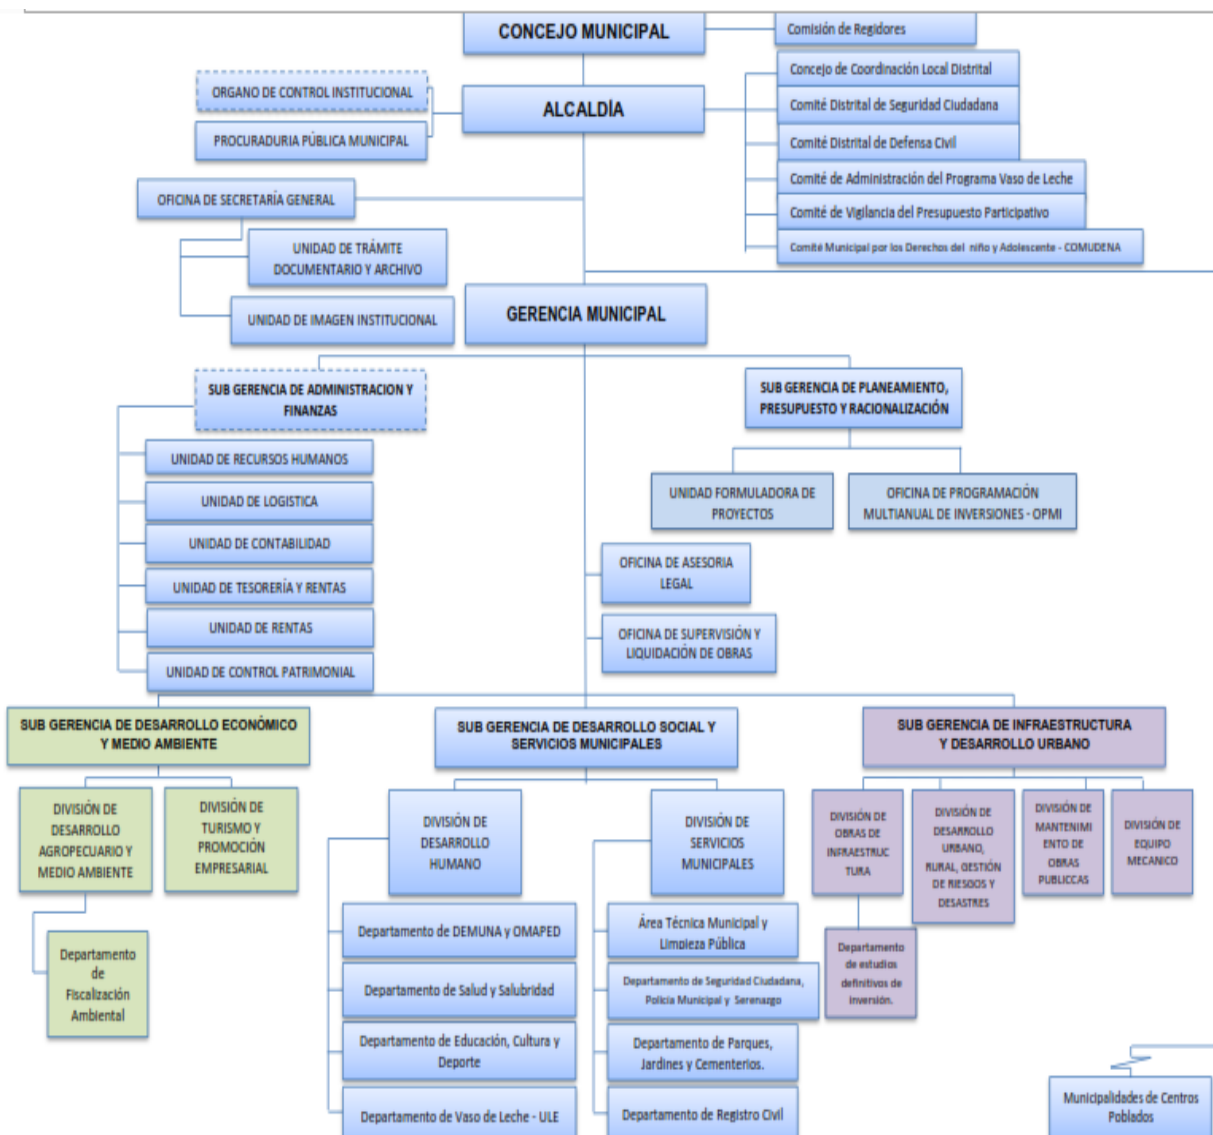 CONCEJO MUNICIPAL
Comisión de Regidores
ORGANO DE CONTROL INSTITUCIONAL
ALCALDÍA
PROCURADURIA PÚBLICA MUNICIPAL
Concejo de Coordinación Local Distrital
Comité Distrital de Seguridad Ciudadana
Comité Distrital de Defensa Civil
Comité de Administración del Programa Vaso de Leche
Comité de Vigilancia del Presupuesto Participativo
Comité Municipal por los Derechos del niño y Adolescente - COMUDENA
OFICINA DE SECRETARÍA GENERAL
UNIDAD DE TRÁMITE
DOCUMENTARIO Y ARCHIVO
UNIDAD DE IMAGEN INSTITUCIONAL
GERENCIA MUNICIPAL
SUB GERENCIA DE ADMINISTRACION Y
FINANZAS
UNIDAD DE RECURSOS HUMANOS
UNIDAD DE LOGISTICA
UNIDAD DE CONTABILIDAD
UNIDAD DE TESORERÍA Y RENTAS
UNIDAD DE RENTAS
UNIDAD DE CONTROL PATRIMONIAL
SUB GERENCIA DE PLANEAMIENTO,
PRESUPUESTO Y RACIONALIZACIÓN
UNIDAD FORMULADORA DE
PROYECTOS
OFICINA DE PROGRAMACIÓN
MULTIANUAL DE INVERSIONES - OPMI
OFICINA DE ASESORIA
LEGAL
OFICINA DE SUPERVISIÓN Y
LIQUIDACIÓN DE OBRAS
SUB GERENCIA DE DESARROLLO ECONÓMICO
Y MEDIO AMBIENTE
DIVISIÓN DE
DESARROLLO
AGROPECUARIO Y
MEDIO AMBIENTE
DIVISIÓN DE
TURISMO Y
PROMOCIÓN
EMPRESARIAL
Departamento
de
Fiscalización
Ambiental
SUB GERENCIA DE DESARROLLO SOCIAL Y
SERVICIOS MUNICIPALES
DIVISIÓN DE
DESARROLLO
HUMANO
Departamento de DEMUNA y OMAPED
Departamento de Salud y Salubridad
Departamento de Educación, Cultura y
Deporte
Departamento de Vaso de Leche - ULE
DIVISIÓN DE
SERVICIOS
MUNICIPALES
Área Técnica Municipal y
Limpieza Pública
Departamento de Seguridad Ciudadana,
Policía Municipal y Serenazgo
Departamento de Parques,
Jardines y Cementerios.
Departamento de Registro Civil
SUB GERENCIA DE INFRAESTRUCTURA
Y DESARROLLO URBANO
DIVISIÓN DE
OBRAS DE
INFRAESTRUC
TURA
Departamento
de estudios
definitivos de
inversión.
DIVISIÓN DE
DESARROLLO
URBANO,
RURAL, GESTIÓN
DE RIESGOS Y
DESASTRES
DIVISIÓN DE
MANTENIMI
ENTO DE
OBRAS
PUBLICCAS
DIVISIÓN DE
EQUIPO
MECANICO
Municipalidades de Centros
Poblados